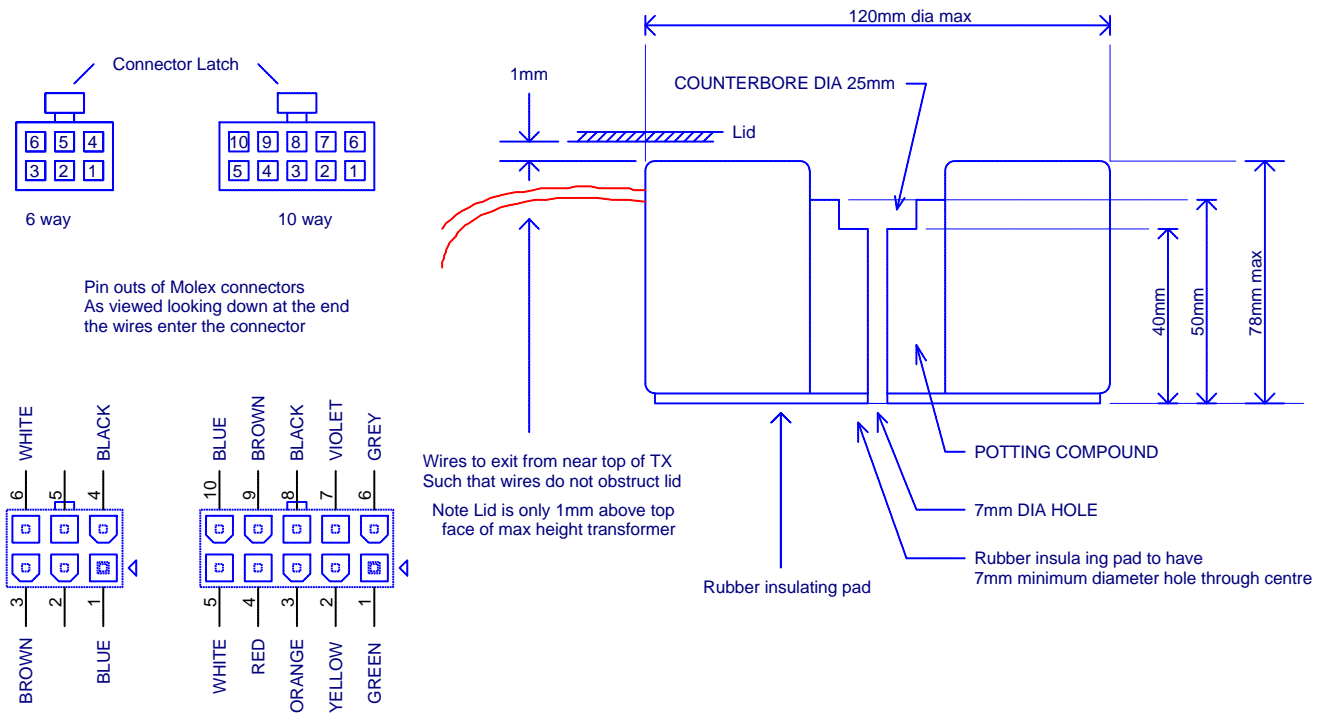 Connector Latch
6 5 4
3 2 1
6 way
10 9 8 7 6
5 4 3 2 1
10 way
Pin outs of Molex connectors
As viewed looking down at the end
the wires enter the connector
WHITE
BLACK
6 5 4
3 2 1
BROWN
BLUE
BLUE
BROWN
BLACK
VIOLET
GREY
10 9 8 7 6
5 4 3 2 1
WHITE
RED
ORANGE
YELLOW
GREEN
120mm dia max
1mm
COUNTERBORE DIA 25mm
Lid
40mm
50mm
78mm max
Wires to exit from near top of TX
Such that wires do not obstruct lid
Note Lid is only 1mm above top
face of max height transformer
Rubber insulating pad
POTTING COMPOUND
7mm DIA HOLE
Rubber insula ing pad to have
7mm minimum diameter hole through centre